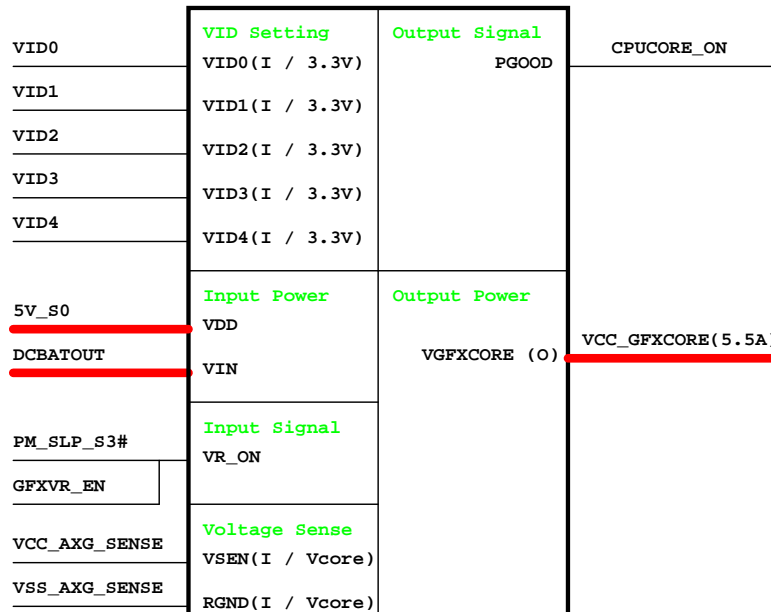 VID Setting
Output Signal
VID0
VID0(I / 3.3V)
PGOOD
CPUCORE_ON
VID1
VID1(I / 3.3V)
VID2
VID2(I / 3.3V)
VID3
VID3(I / 3.3V)
VID4
VID4(I / 3.3V)
Input Power
Output Power
5V_S0
VDD
DCBATOUT
VIN
VGFXCORE (O)
VCC_GFXCORE(5.5A)
Input Signal
PM_SLP_S3#
VR_ON
GFXVR_EN
Voltage Sense
VCC_AXG_SENSE
VSEN(I / Vcore)
VSS_AXG_SENSE
RGND(I / Vcore)